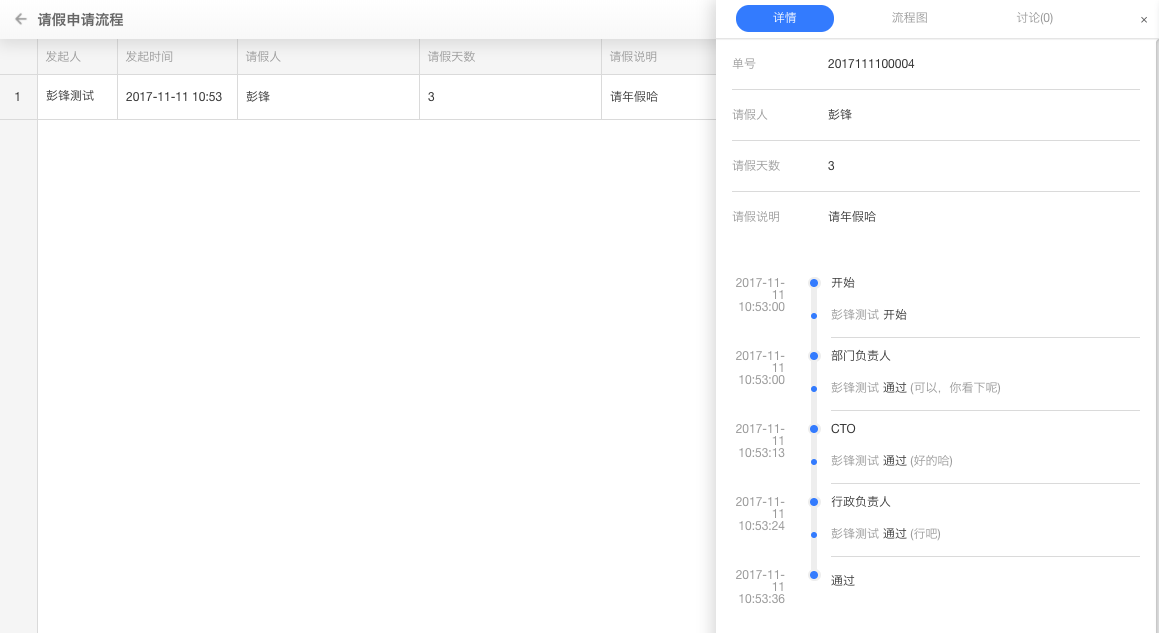 请假申请流程
发起人 发起时间 请假人 请假天数 请假说明
1 彭锋测试 2017-11-11 10:53 彭锋 3 请年假哈
详情 流程图 讨论(0) ×
单号 2017111100004
请假人 彭锋
请假天数 3
请假说明 请年假哈
2017-11-
11
10:53:00
开始
彭锋测试 开始
2017-11-
11
10:53:00
部门负责人
彭锋测试 通过 (可以，你看下呢)
2017-11-
11
10:53:13
CTO
彭锋测试 通过 (好的哈)
2017-11-
11
10:53:24
行政负责人
彭锋测试 通过 (行吧)
2017-11-
11
10:53:36
通过